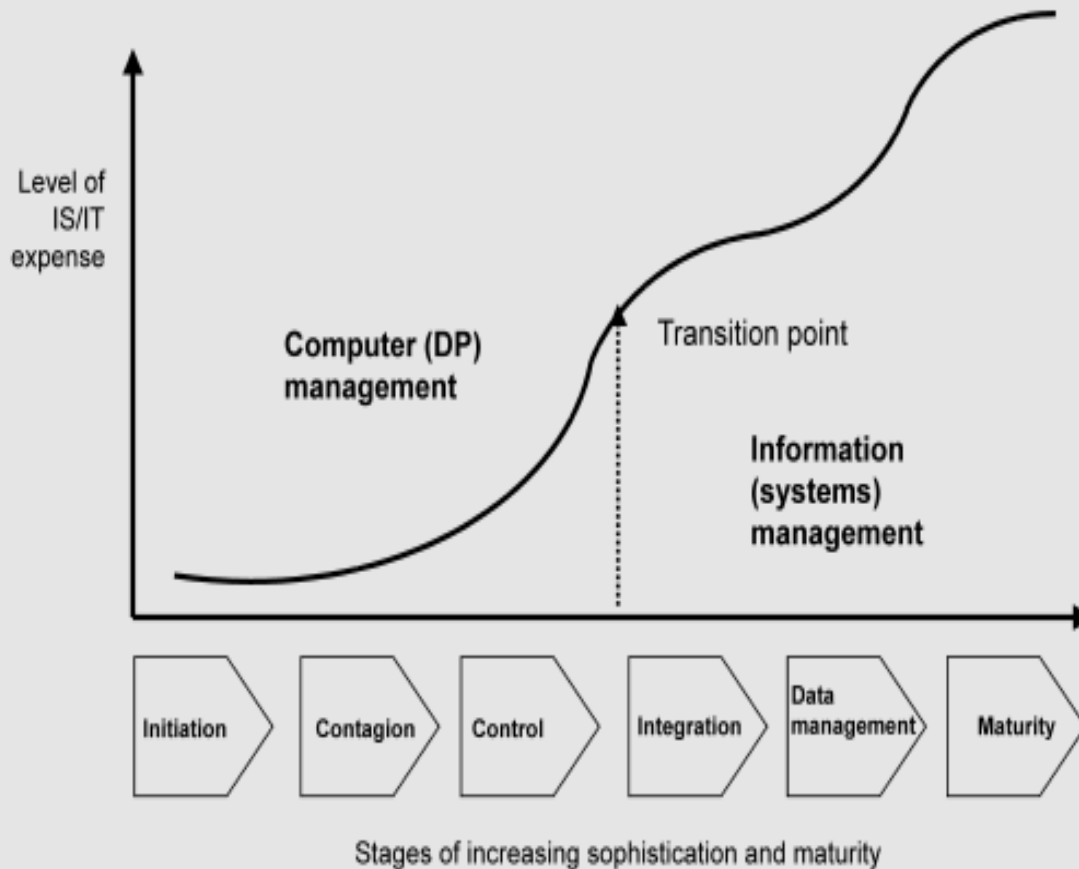 Level of
IS/IT
expense
Computer (DP)
management
Transition point
Information
(systems)
management
Initiation
Contagion
Control
Integration
Data
management
Maturity
Stages of increasing sophistication and maturity